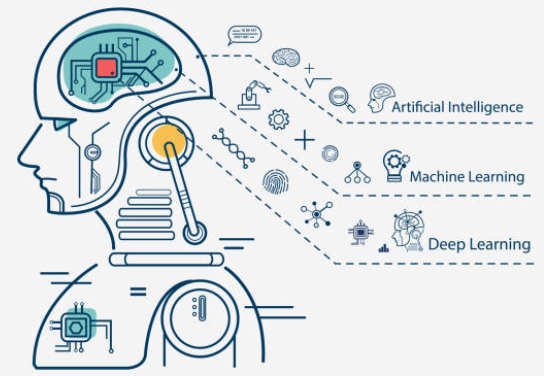 Artificial Intelligence
Machine Learning
Deep Learning